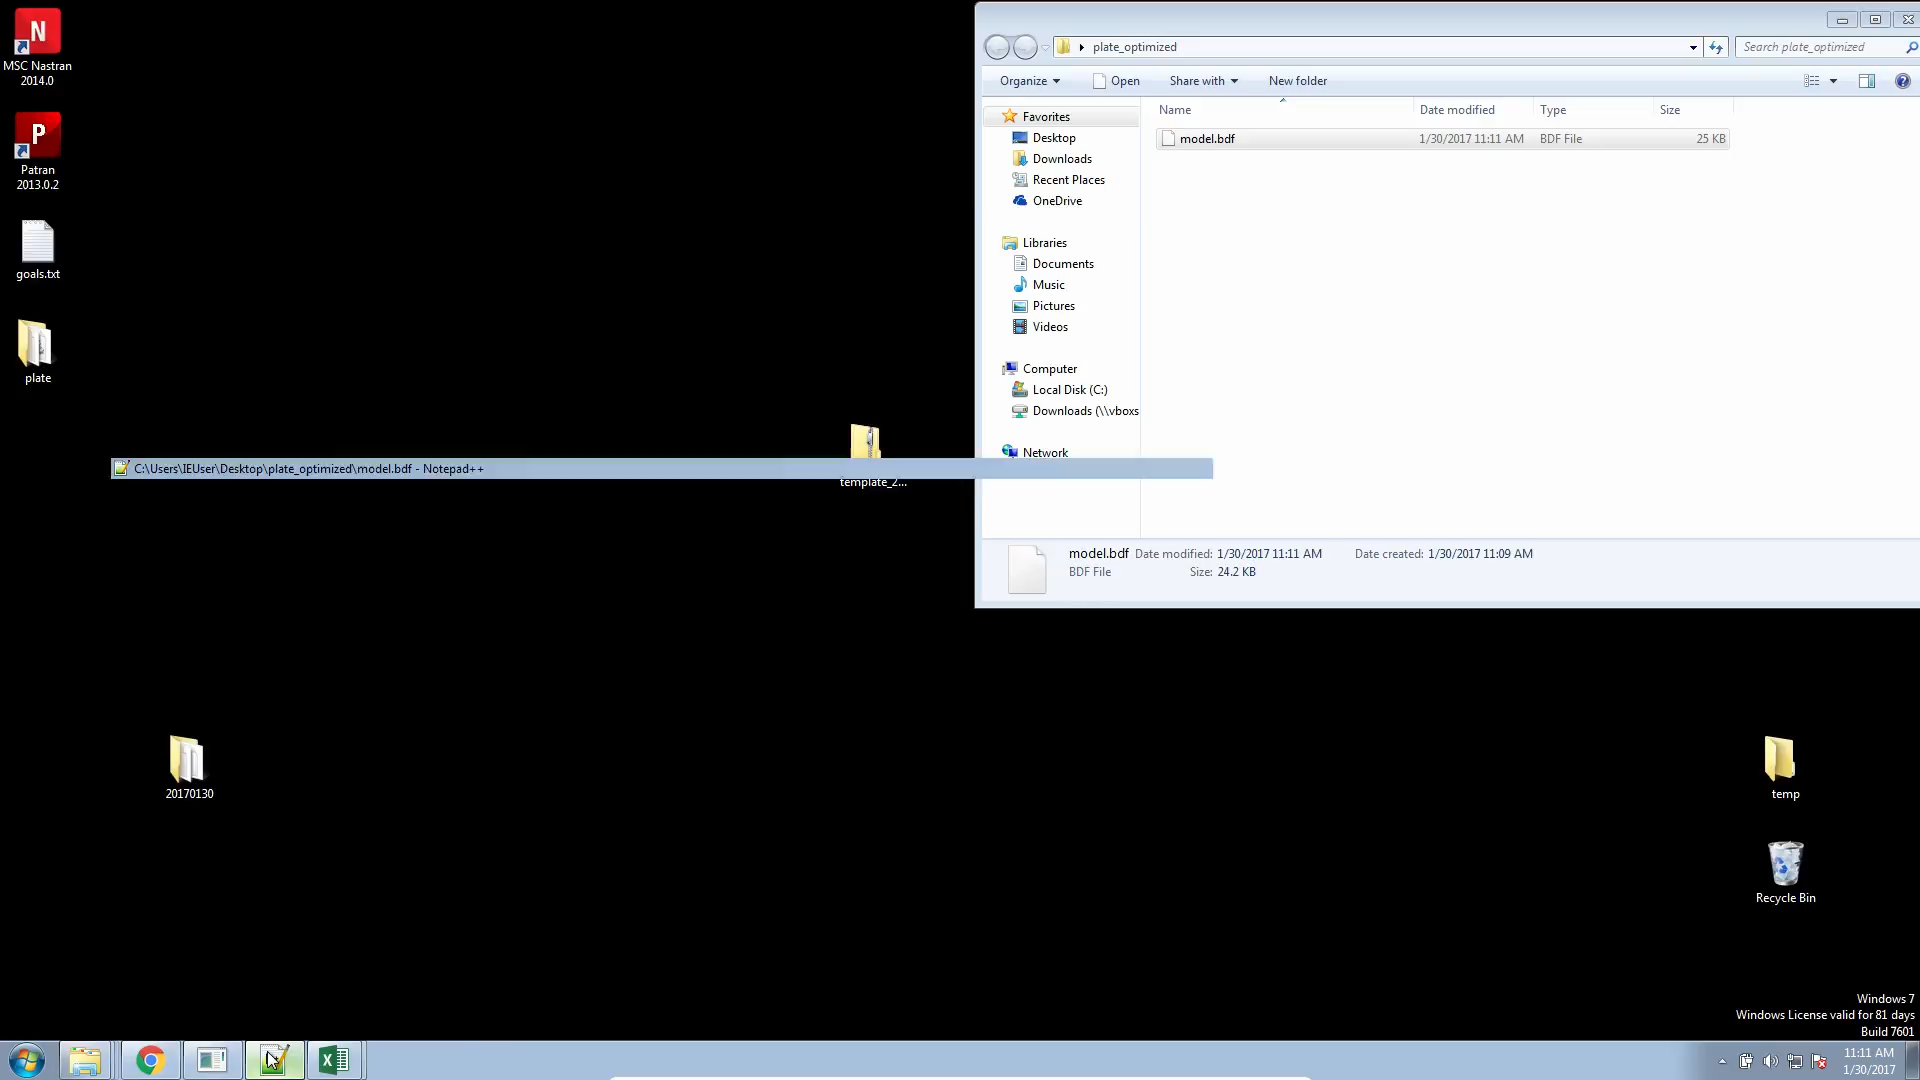 N
MSC Nastran
2014.0
P
Patran
2013.0.2
goals.txt
plate
20170130
template_2...
C:\Users\IEUser\Desktop\plate_optimized\model.bdf - Notepad++
plate_optimized
Search plate_optimized
Organize
Open
Share with
New folder
Name
Date modified
Type
Size
model.bdf
1/30/2017 11:11 AM
BDF File
25 KB
Favorites
Desktop
Downloads
Recent Places
OneDrive
Libraries
Documents
Music
Pictures
Videos
Computer
Local Disk (C:)
Downloads (\\vboxs
Network
model.bdf Date modified: 1/30/2017 11:11 AM Date created: 1/30/2017 11:09 AM
BDF File Size: 24.2 KB
temp
Recycle Bin
Windows 7
Windows License valid for 81 days
Build 7601
11:11 AM
1/30/2017